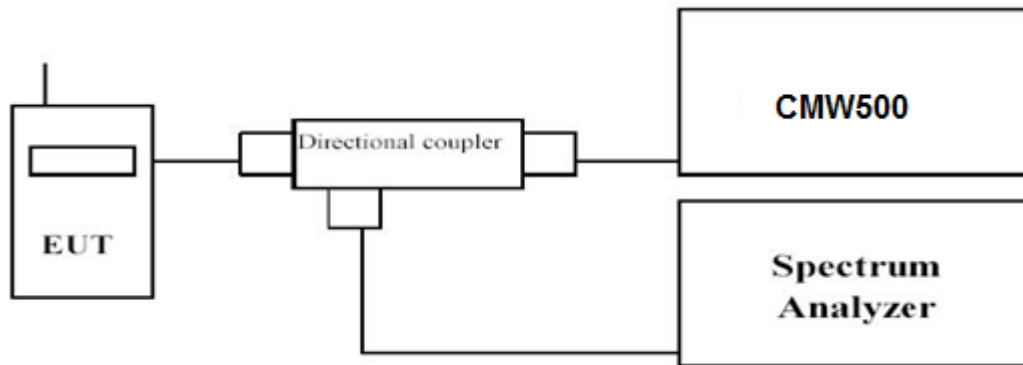 EUT
Directional coupler
CMW500
Spectrum
Analyzer